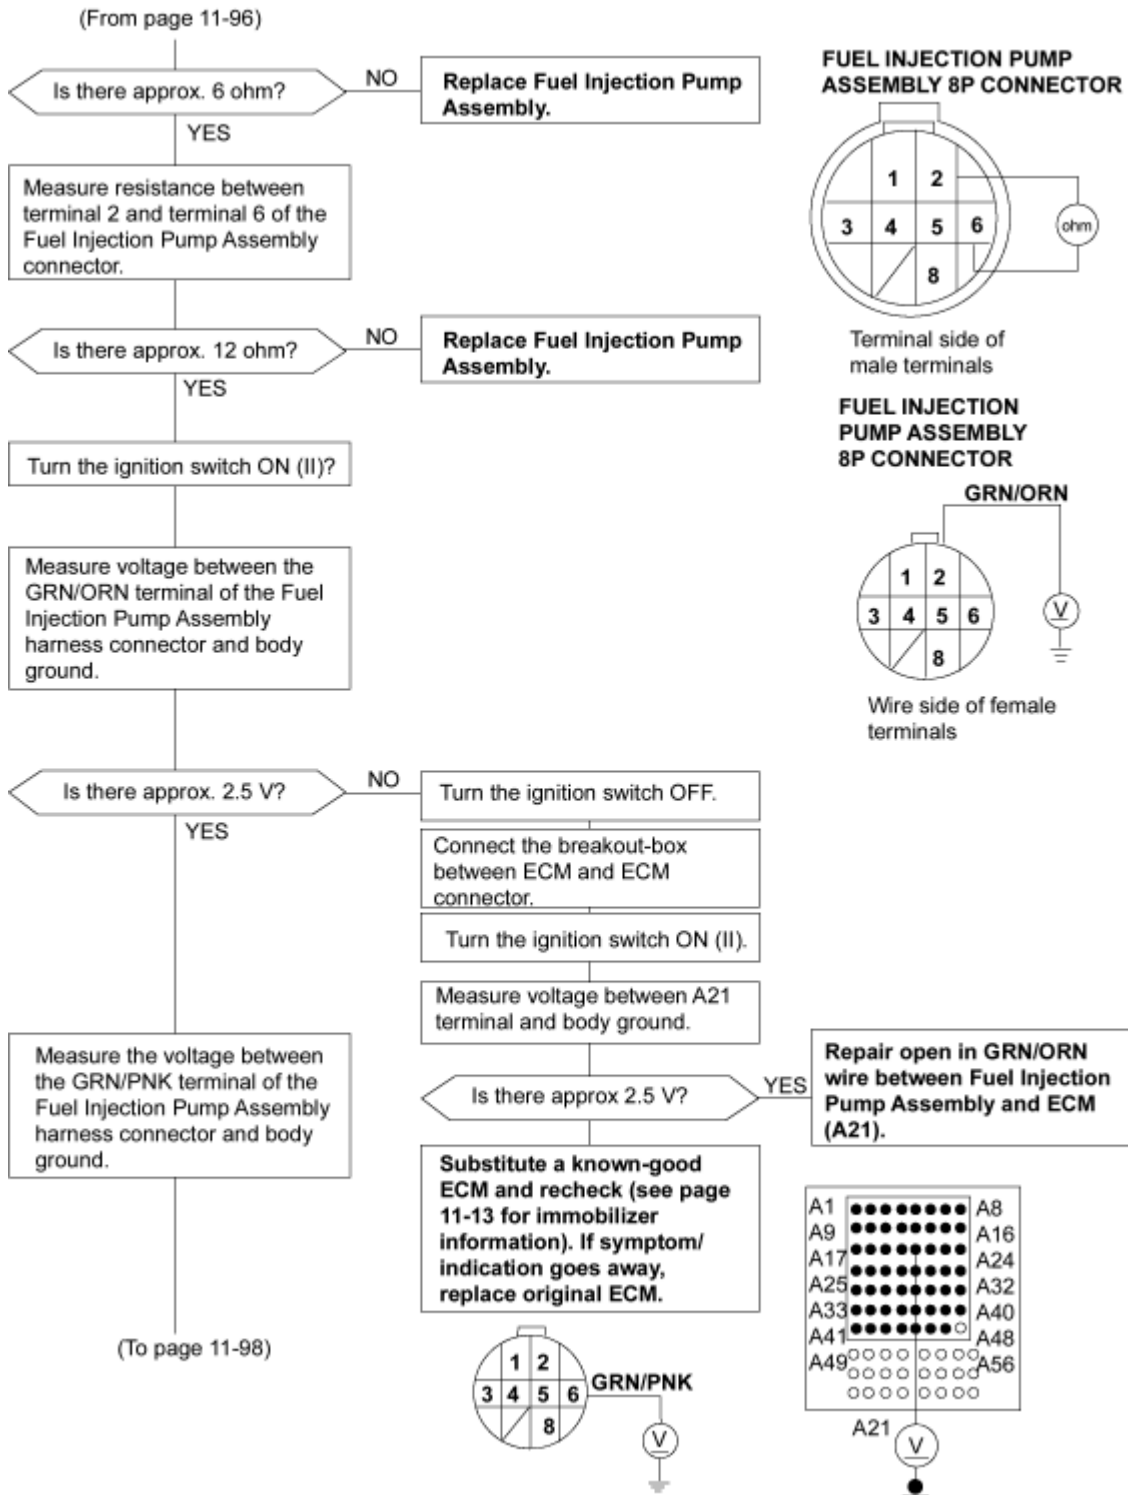 (From page 11-96)
Is there approx. 6 ohm?
NO
Replace Fuel Injection Pump
Assembly.
YES
Measure resistance between
terminal 2 and terminal 6 of the
Fuel Injection Pump Assembly
connector.
Is there approx. 12 ohm?
NO
Replace Fuel Injection Pump
Assembly.
YES
Turn the ignition switch ON (II)?
Measure voltage between the
GRN/ORN terminal of the Fuel
Injection Pump Assembly
harness connector and body
ground.
Is there approx. 2.5 V?
NO
YES
Turn the ignition switch OFF.
Connect the breakout-box
between ECM and ECM
connector.
Turn the ignition switch ON (II).
Measure voltage between A21
terminal and body ground.
Is there approx 2.5 V?
YES
Repair open in GRN/ORN
wire between Fuel Injection
Pump Assembly and ECM
(A21).
Substitute a known-good
ECM and recheck (see page
11-13 for immobilizer
information). If symptom/
indication goes away,
replace original ECM.
Measure the voltage between
the GRN/PNK terminal of the
Fuel Injection Pump Assembly
harness connector and body
ground.
(To page 11-98)
FUEL INJECTION PUMP
ASSEMBLY 8P CONNECTOR
1 2
3 4 5 6
8
ohm
Terminal side of
male terminals
FUEL INJECTION
PUMP ASSEMBLY
8P CONNECTOR
GRN/ORN
1 2
3 4 5 6
8
V
Wire side of female
terminals
1 2
3 4 5 6
8
GRN/PNK
V
A1 A8
A9 A16
A17 A24
A25 A32
A33 A40
A41 A48
A49 A56
A21
V